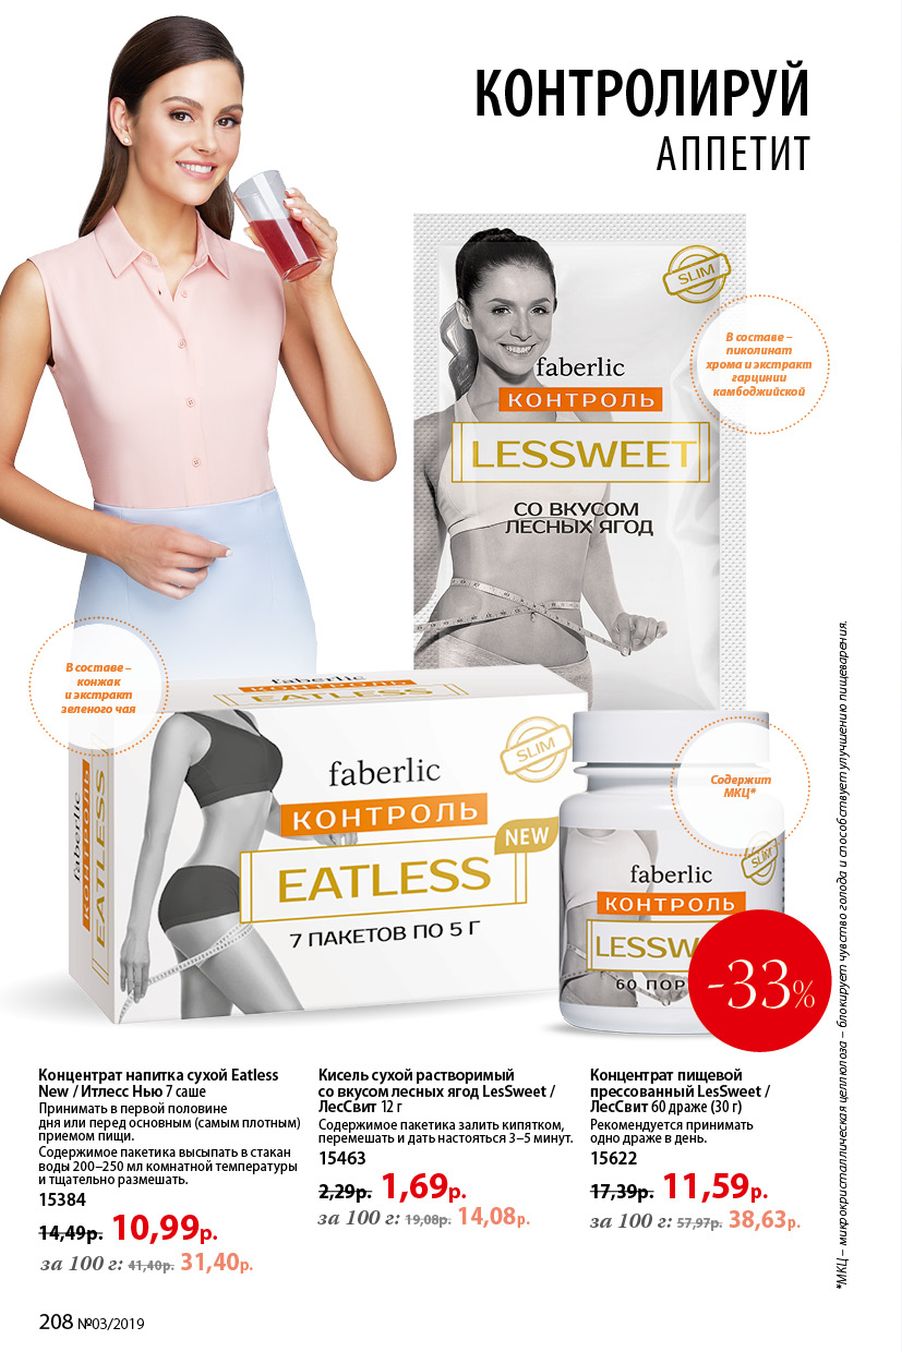 КОНТРОЛИРУЙ
АППЕТИТ
SLIM
В составе –
пиколинат
хрома и экстракт
гарцинии
камбоджийской
faberlic
КОНТРОЛЬ
LESSWEET
СО ВКУСОМ
ЛЕСНЫХ ЯГОД
В составе –
конжак
и экстракт
зеленого чая
КОНТРОЛЬ
EATLESS
faberlic
КОНТРОЛЬ
EATLESS
SLIM
faberlic
КОНТРОЛЬ
NEW
EATLESS
7 ПАКЕТОВ ПО 5 Г
Содержит
МКЦ*
SLIM
faberlic
КОНТРОЛЬ
LESSW
60 ПОР
-33%
Концентрат напитка сухой Eatless
New / Итлесс Нью 7 саше
Принимать в первой половине
дня или перед основным (самым плотным)
приемом пищи.
Содержимое пакетика высыпать в стакан
воды 200–250 мл комнатной температуры
и тщательно размешать.
15384
14,49р. 10,99р.
за 100 г: 41,40р. 31,40р.
Кисель сухой растворимый
со вкусом лесных ягод LesSweet /
ЛесСвит 12 г
Содержимое пакетика залить кипятком,
перемешать и дать настояться 3–5 минут.
15463
2,29р. 1,69р.
за 100 г: 19,08р. 14,08р.
Концентрат пищевой
прессованный LesSweet /
ЛесСвит 60 драже (30 г)
Рекомендуется принимать
одно драже в день.
15622
17,39р. 11,59р.
за 100 г: 57,97р. 38,63р.
*МКЦ – микрокристаллическая целлюлоза – блокирует чувство голода и способствует улучшению пищеварения.
208 №03/2019